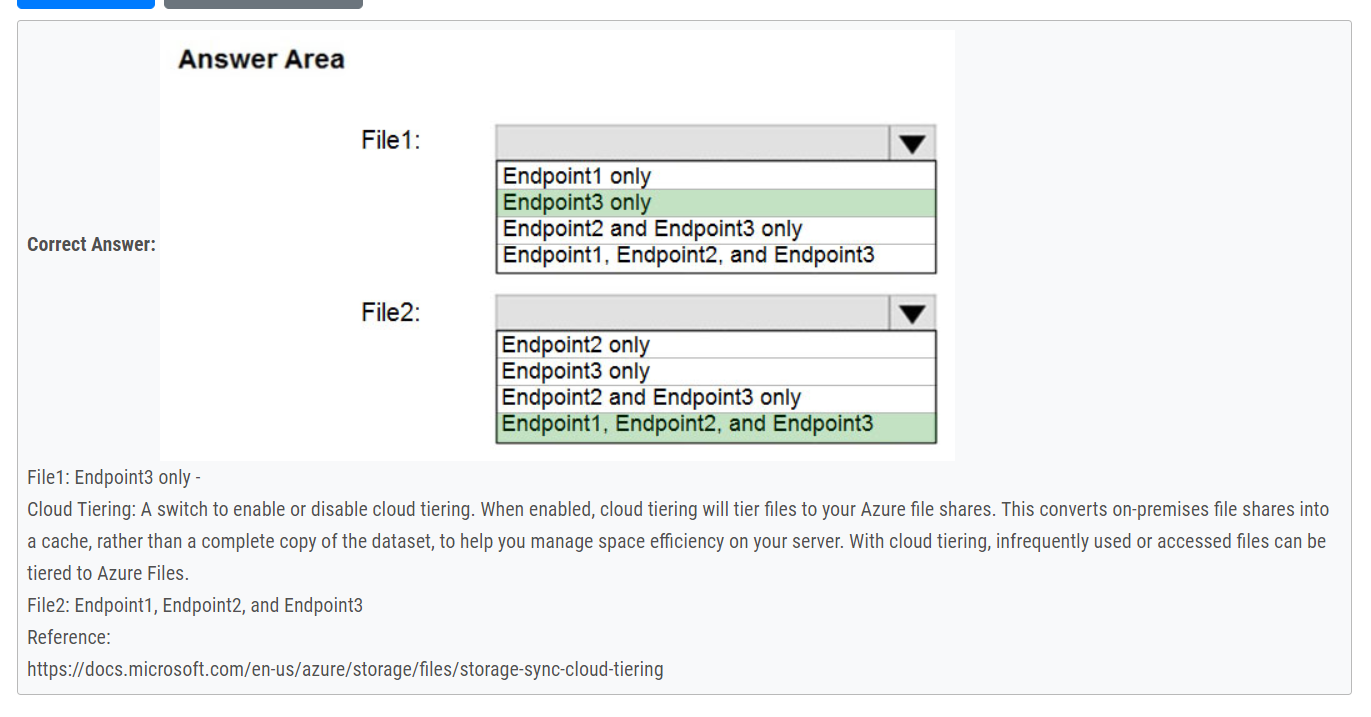 Answer Area
File1:
Endpoint1 only
Endpoint3 only
Endpoint2 and Endpoint3 only
Endpoint1, Endpoint2, and Endpoint3
Correct Answer:
File2:
Endpoint2 only
Endpoint3 only
Endpoint2 and Endpoint3 only
Endpoint1, Endpoint2, and Endpoint3
File1: Endpoint3 only -
Cloud Tiering: A switch to enable or disable cloud tiering. When enabled, cloud tiering will tier files to your Azure file shares. This converts on-premises file shares into
a cache, rather than a complete copy of the dataset, to help you manage space efficiency on your server. With cloud tiering, infrequently used or accessed files can be
tiered to Azure Files.
File2: Endpoint1, Endpoint2, and Endpoint3
Reference:
https://docs.microsoft.com/en-us/azure/storage/files/storage-sync-cloud-tiering